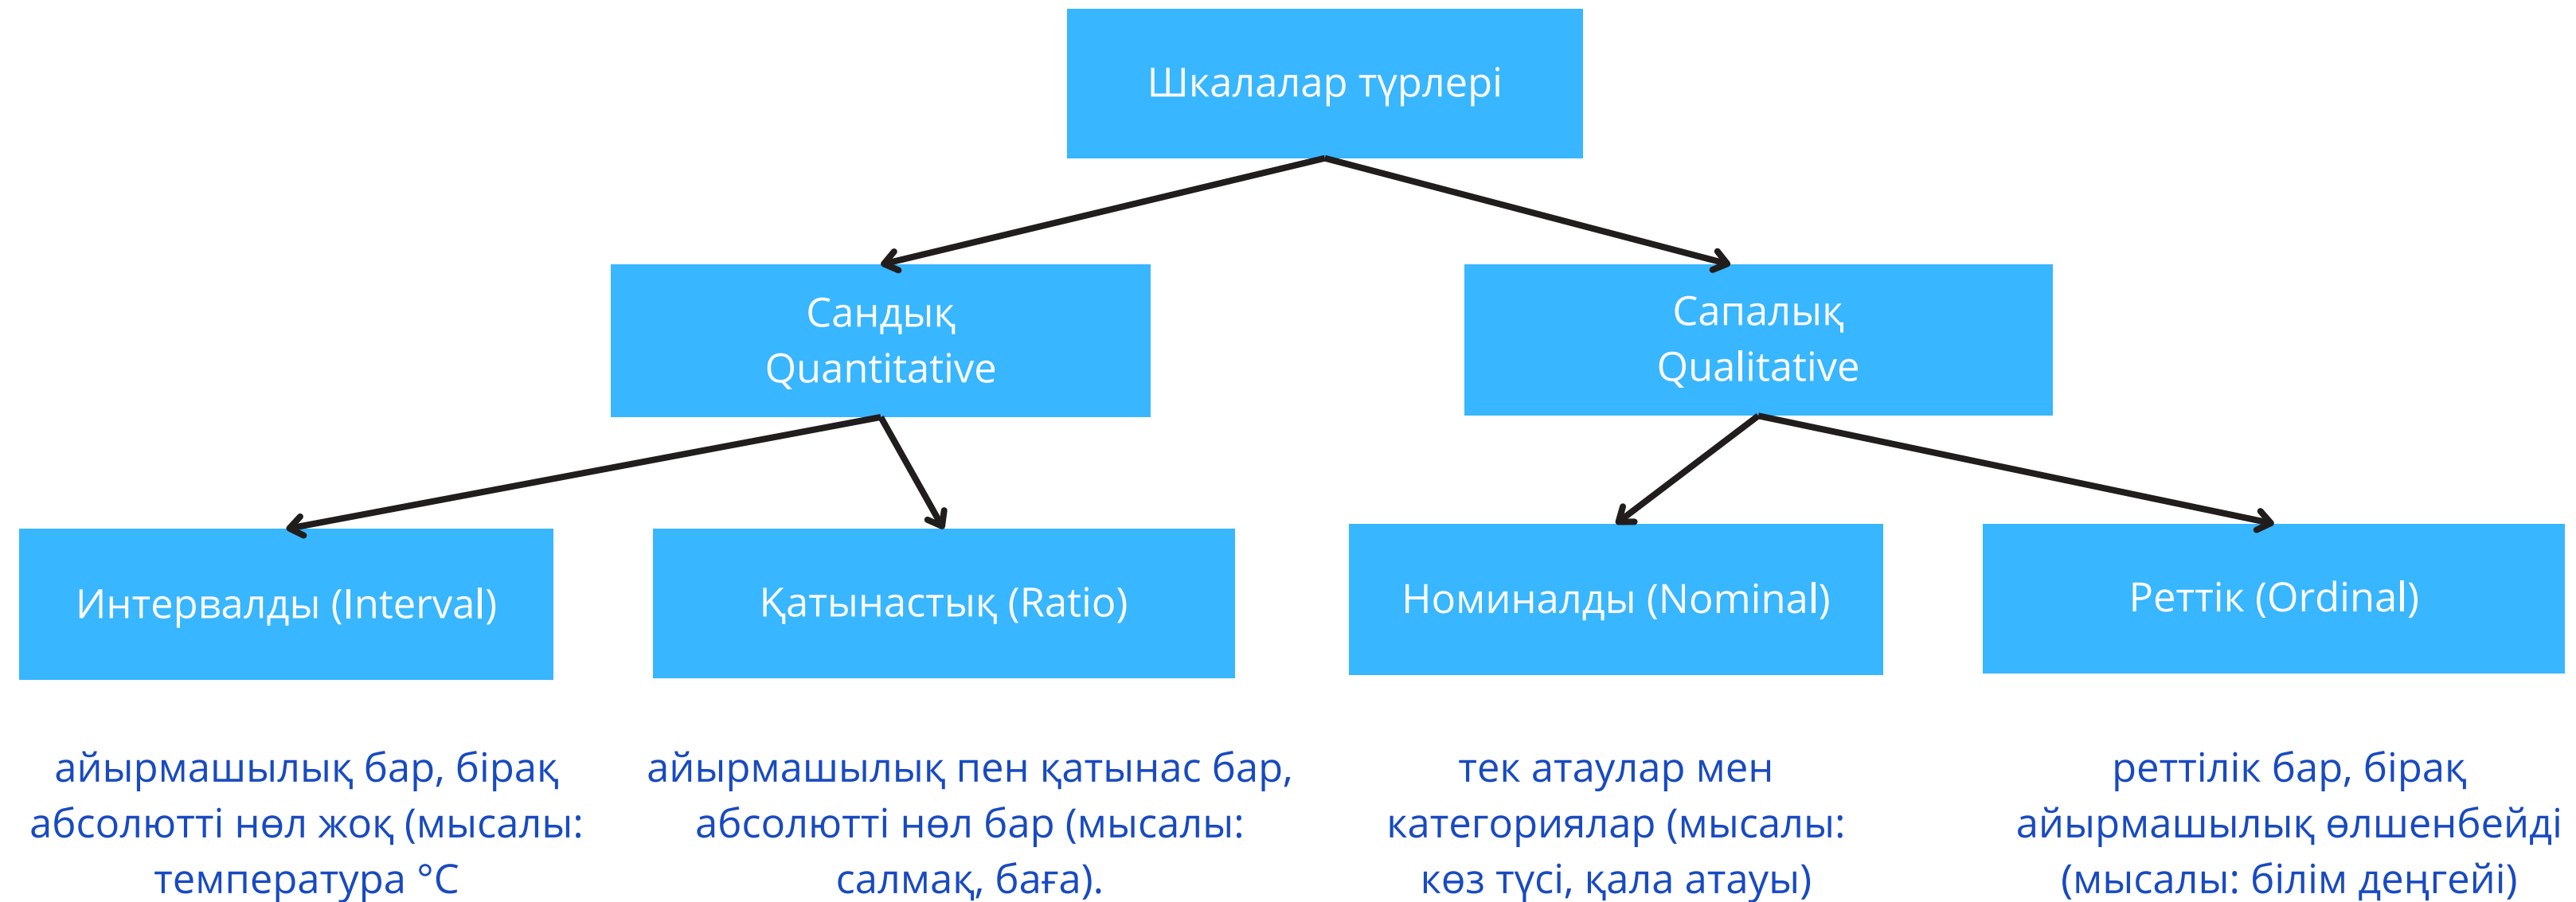 Шкалалар түрлері
Сандық
Quantitative
Сапалық
Qualitative
Интервалды (Interval)
Қатынастық (Ratio)
Номиналды (Nominal)
Реттік (Ordinal)
айырмашылық бар, бірақ
абсолютті нөл жоқ (мысалы:
температура °C
айырмашылық пен қатынас бар,
абсолютті нөл бар (мысалы:
салмақ, баға).
тек атаулар мен
категориялар (мысалы:
көз түсі, қала атауы)
реттілік бар, бірақ
айырмашылық өлшенбейді
(мысалы: білім деңгейі)